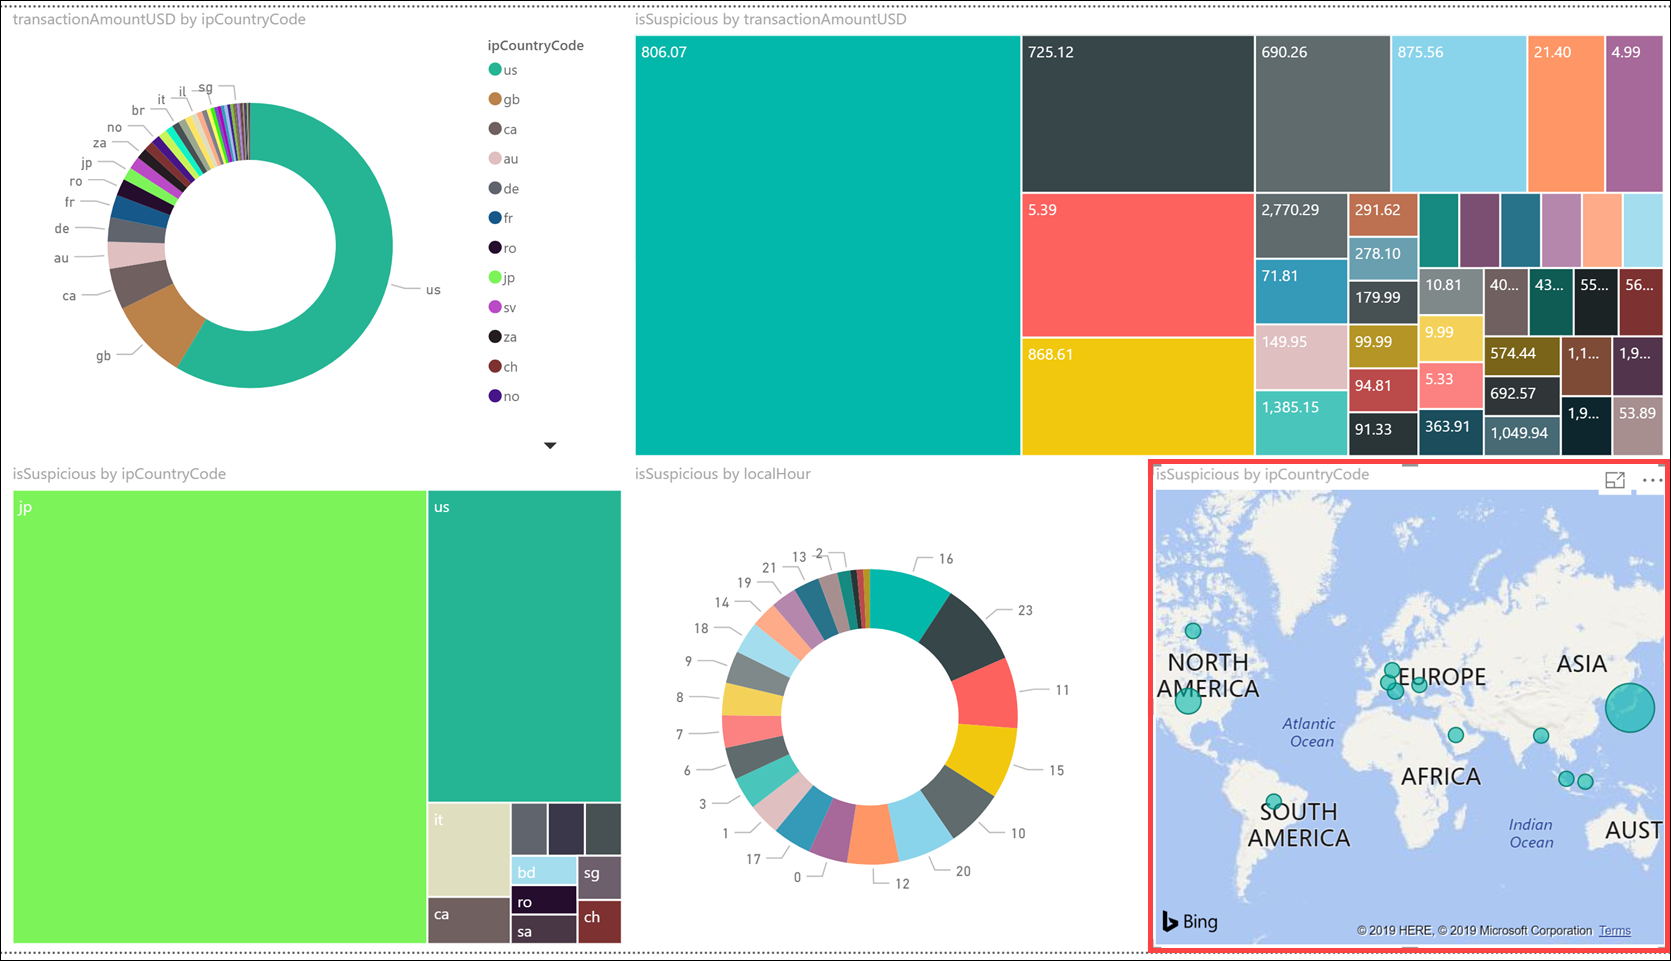 transactionAmountUSD by ipCountryCode
ipCountryCode
us
gb
ca
au
de
fr
ro
jp
sv
za
ch
no
sg
il
it
br
no
za
jp
ro
fr
de
au
ca
gb
us
isSuspicious by transactionAmountUSD
806.07
725.12
690.26
875.56
21.40
4.99
5.39
868.61
2,770.29
71.81
149.95
1,385.15
291.62
278.10
179.99
99.99
94.81
91.33
10.81
9.99
5.33
363.91
40...
43...
55...
56...
574.44
692.57
1,049.94
1,1...
1,9...
1,9...
53.89
isSuspicious by ipCountryCode
jp
us
it
ca
bd
ro
sa
sg
ch
isSuspicious by localHour
16
23
11
15
10
20
12
0
17
1
3
6
7
8
9
18
14
19
21
13
2
isSuspicious by ipCountryCode
NORTH
AMERICA
EUROPE
ASIA
Atlantic
Ocean
AFRICA
SOUTH
AMERICA
Indian
Ocean
AUST
Bing
© 2019 HERE, © 2019 Microsoft Corporation Terms